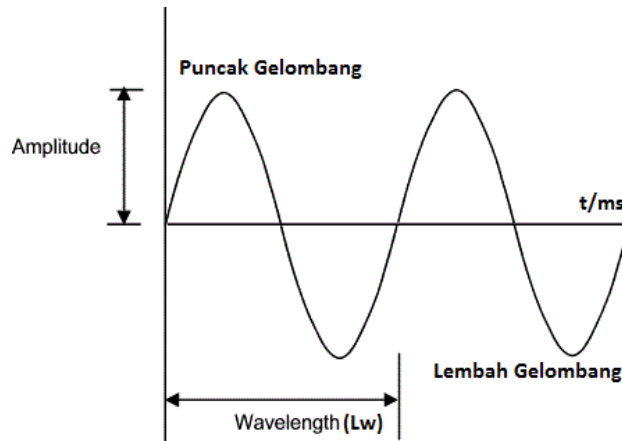 Puncak Gelombang
Amplitude
t/ms
Lembah Gelombang
Wavelength (Lw)